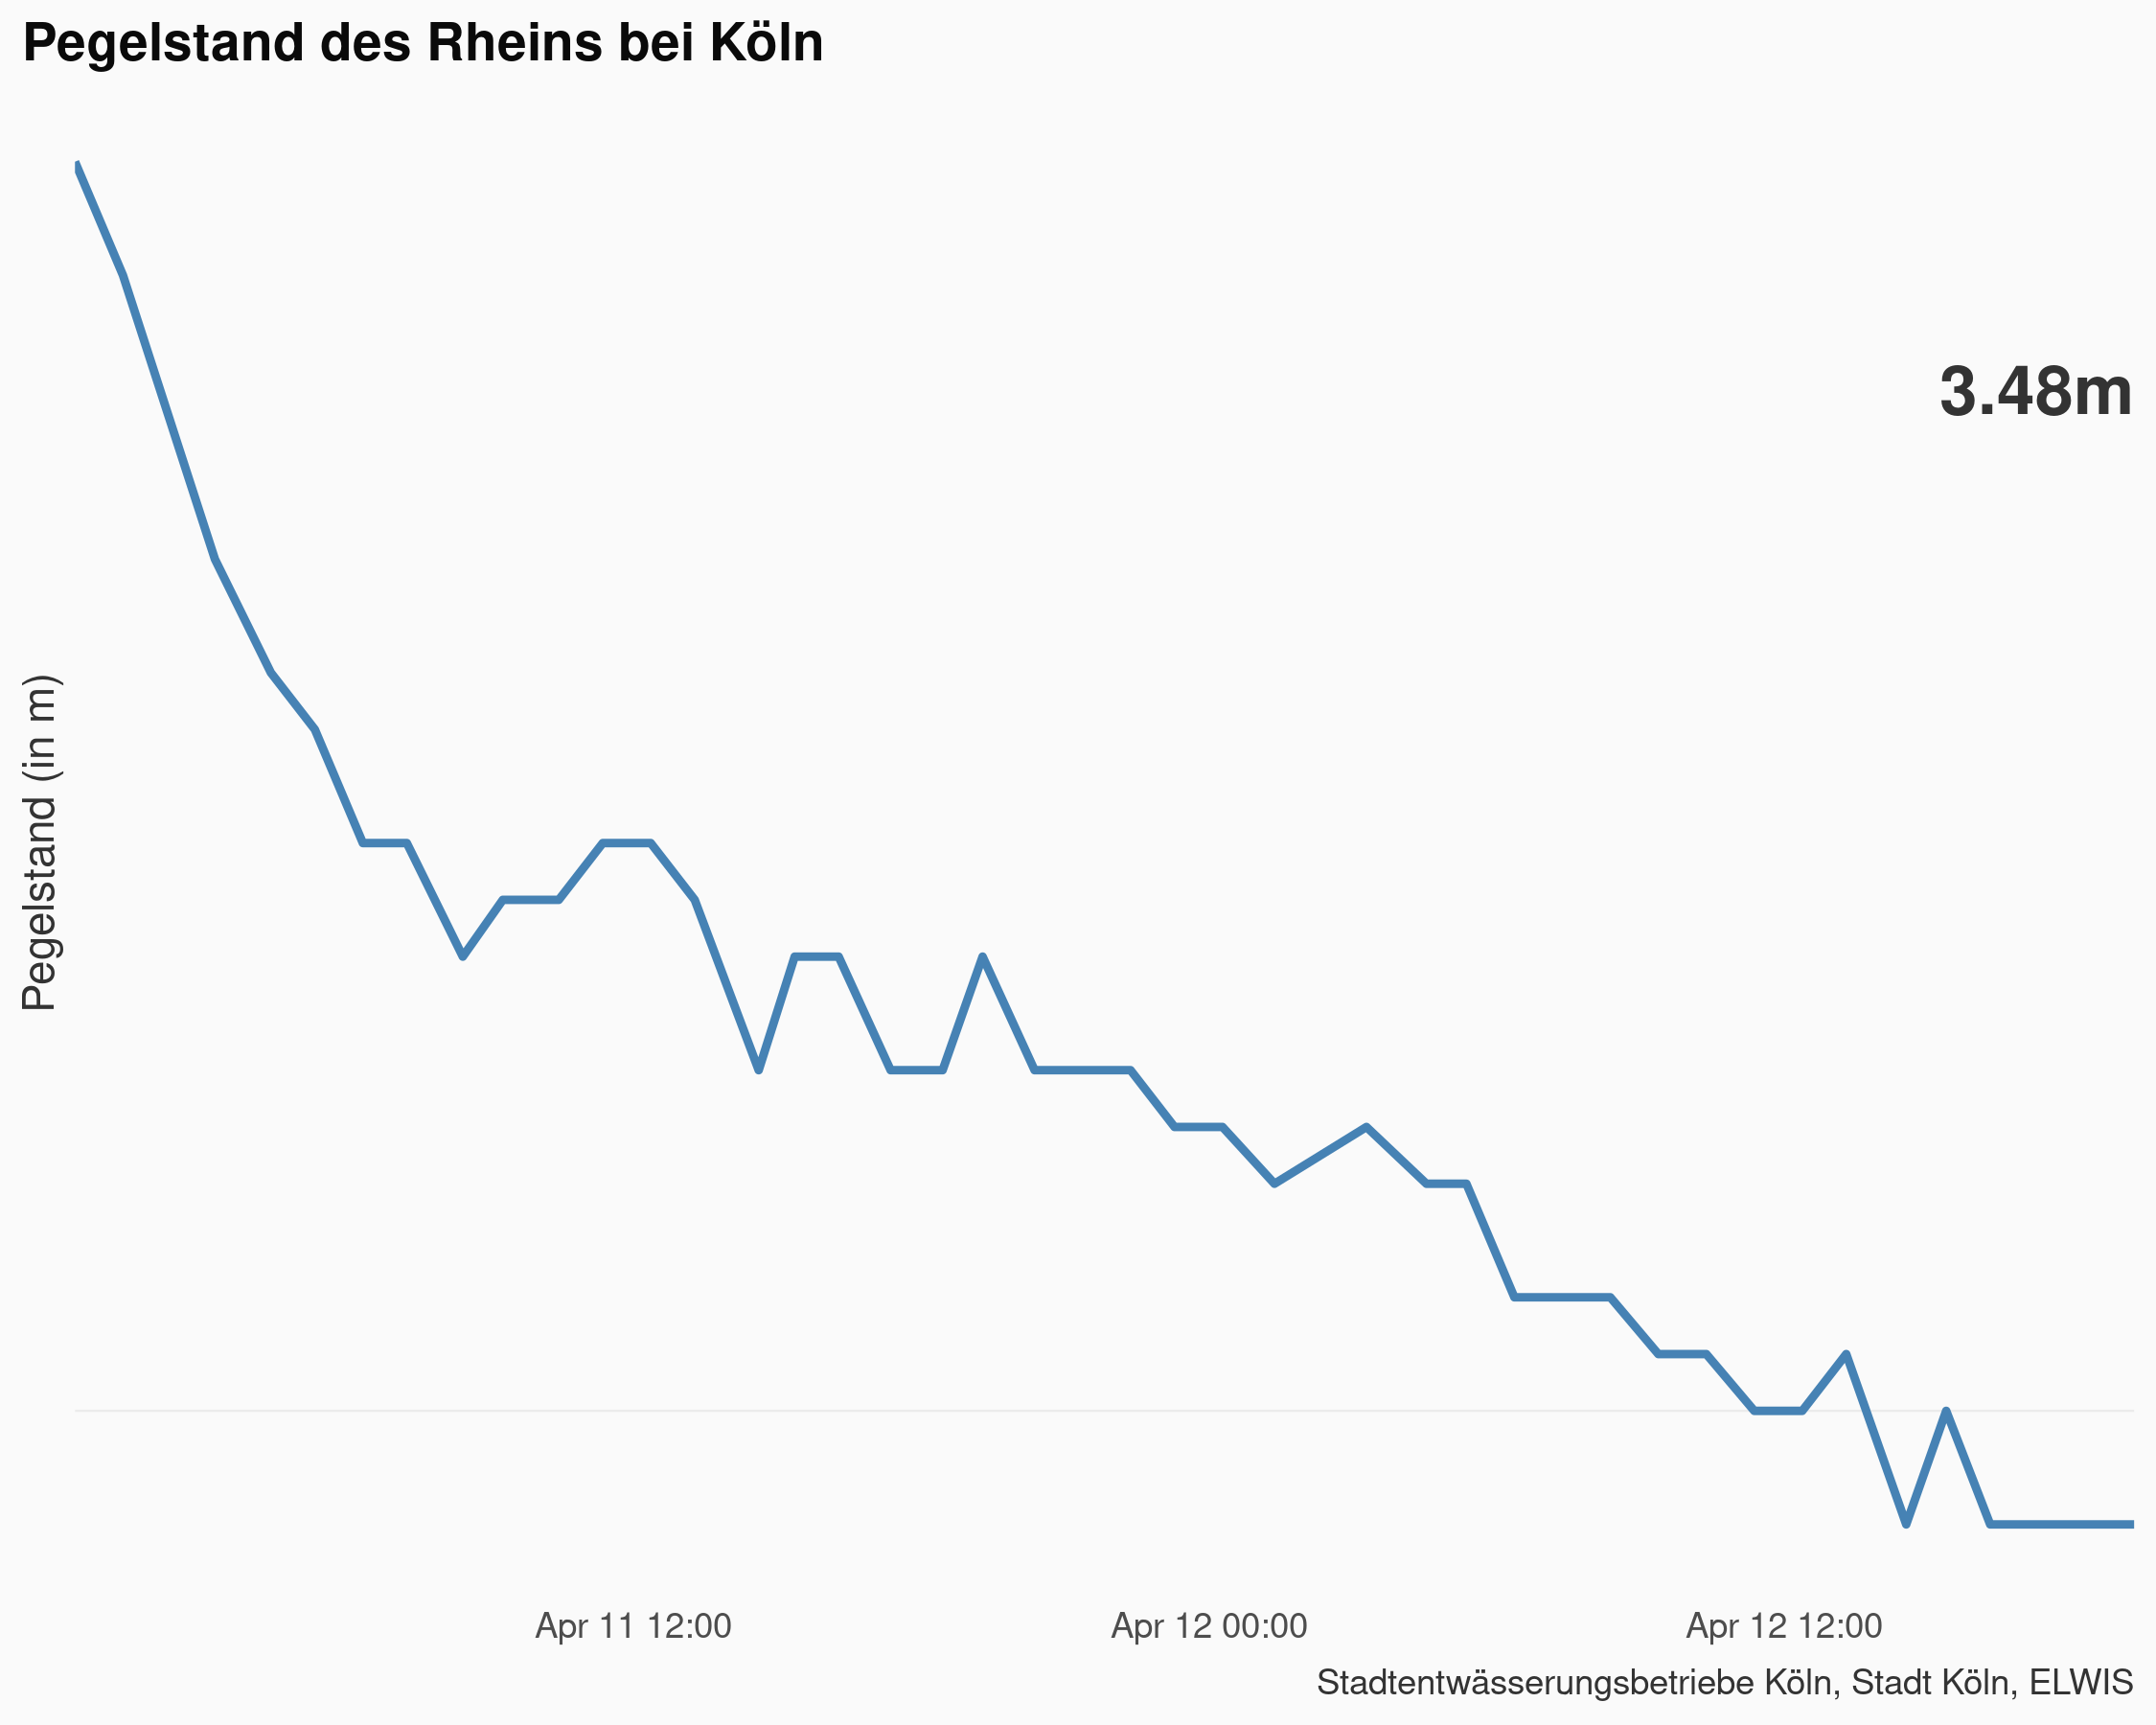 Pegelstand des Rheins bei Köln
3.48m
Pegelstand (in m)
Apr 11 12:00
Apr 12 00:00
Apr 12 12:00
Stadtentwässerungsbetriebe Köln, Stadt Köln, ELWIS